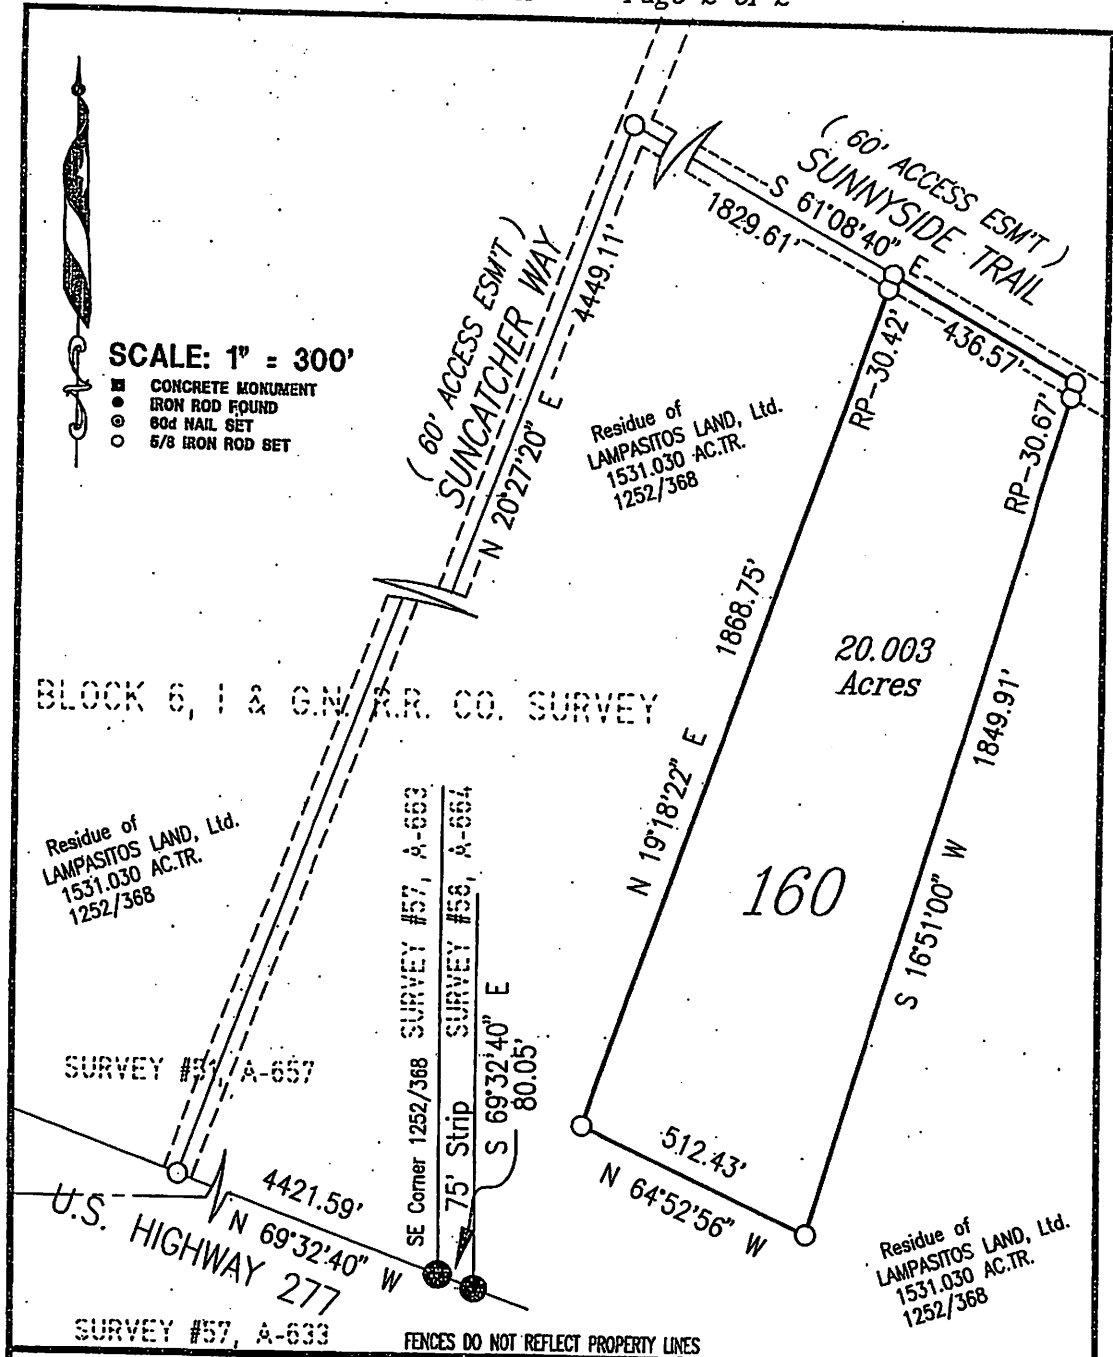 Page 2 of 2
( 60' ACCESS ESM'T )
SUNNYSIDE TRAIL
S 61°08'40" E
1829.61'
436.57'
RP-30.42'
RP-30.67'
( 60' ACCESS ESM'T )
SUNCATCHER WAY
N 20°27'20" E
4449.11'
SCALE: 1" = 300'
CONCRETE MONUMENT
IRON ROD FOUND
60d NAIL SET
5/8 IRON ROD SET
Residue of
LAMPASITOS LAND, Ltd.
1531.030 AC.TR.
1252/368
1868.75'
N 19°18'22" E
20.003
Acres
160
1849.91'
S 16°51'00" W
BLOCK 6, I & G.N. R.R. CO. SURVEY
Residue of
LAMPASITOS LAND, Ltd.
1531.030 AC.TR.
1252/368
SE Corner 1252/368
SURVEY #57, A-663
75' Strip
SURVEY #58, A-664
S 69°32'40" E
80.05'
SURVEY #51, A-657
4421.59'
N 69°32'40" W
U.S. HIGHWAY 277
512.43'
N 64°52'56" W
Residue of
LAMPASITOS LAND, Ltd.
1531.030 AC.TR.
1252/368
SURVEY #57, A-633
FENCES DO NOT REFLECT PROPERTY LINES